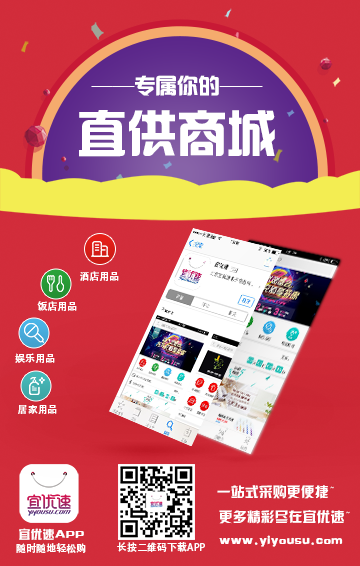 专属你的
直供商城
酒店用品
饭店用品
娱乐用品
居家用品
宜优速
yiyousu.com
宜优速APP
随时随地轻松购
长按二维码下载APP
一站式采购更便捷~
更多精彩尽在宜优速~
www.yiyousu.com